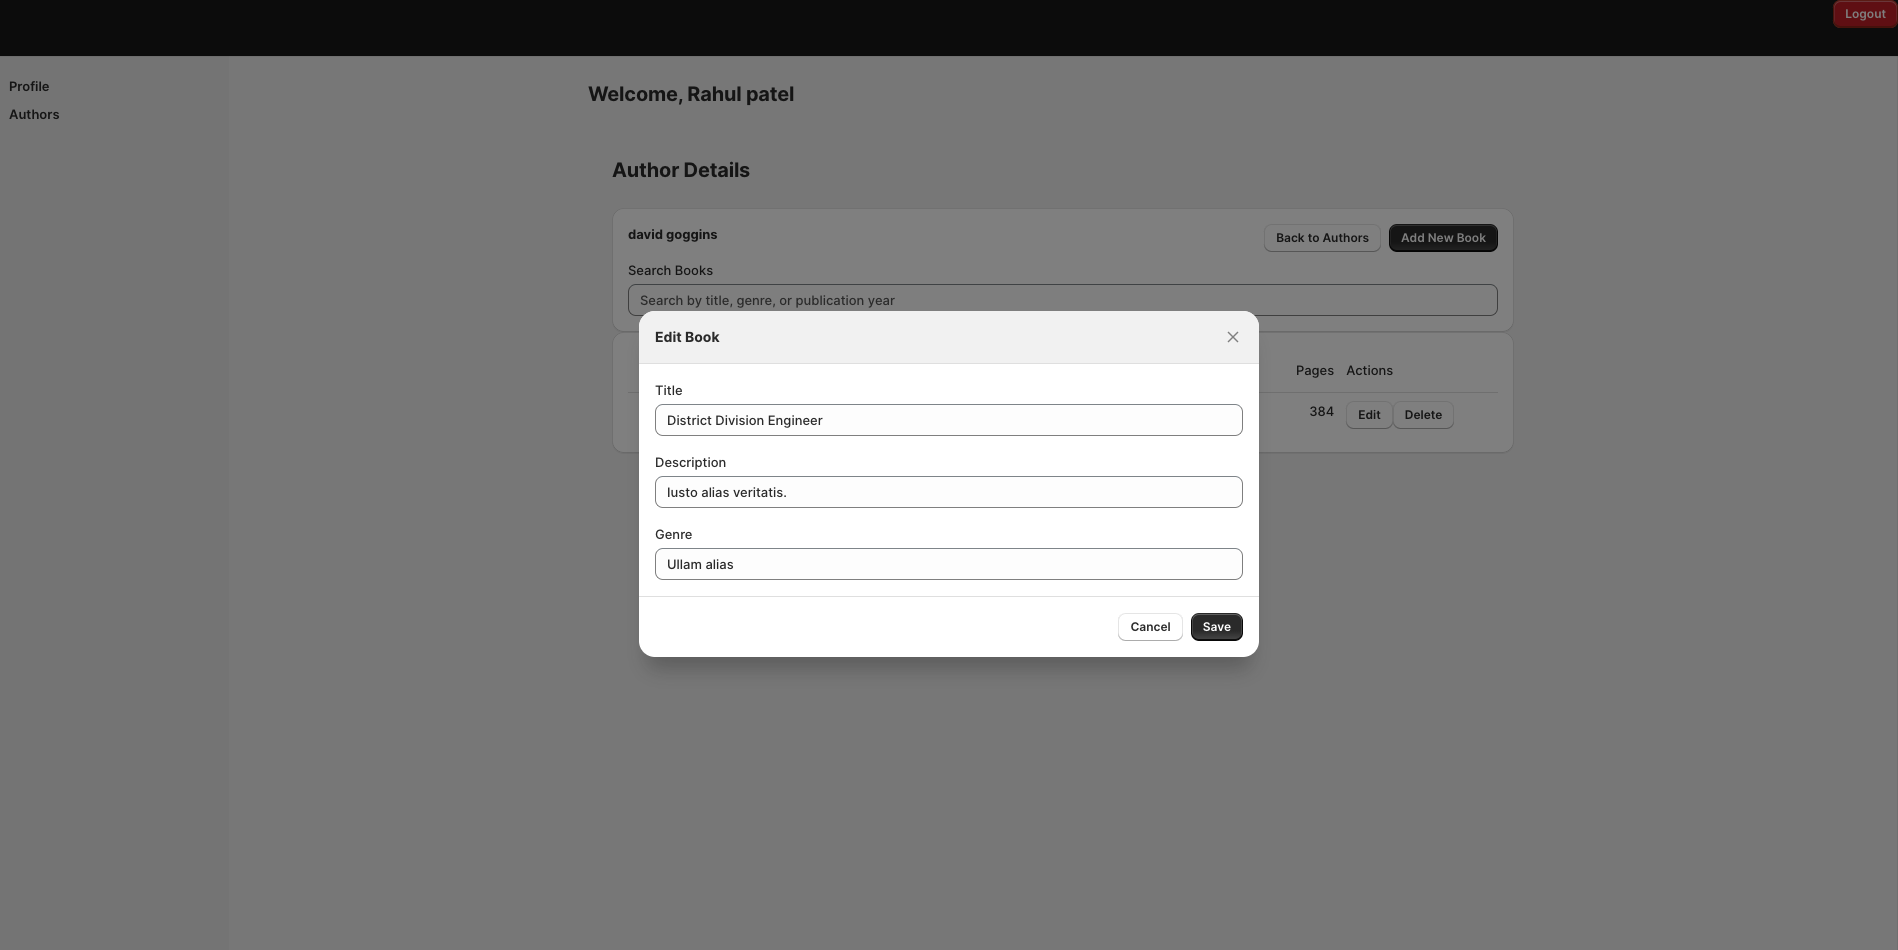 Logout
Profile
Authors
Welcome, Rahul patel
Author Details
david goggins
Back to Authors
Add New Book
Search Books
Search by title, genre, or publication year
Edit Book
Title
District Division Engineer
Description
Iusto alias veritatis.
Genre
Ullam alias
Cancel
Save
Pages Actions
384 Edit Delete